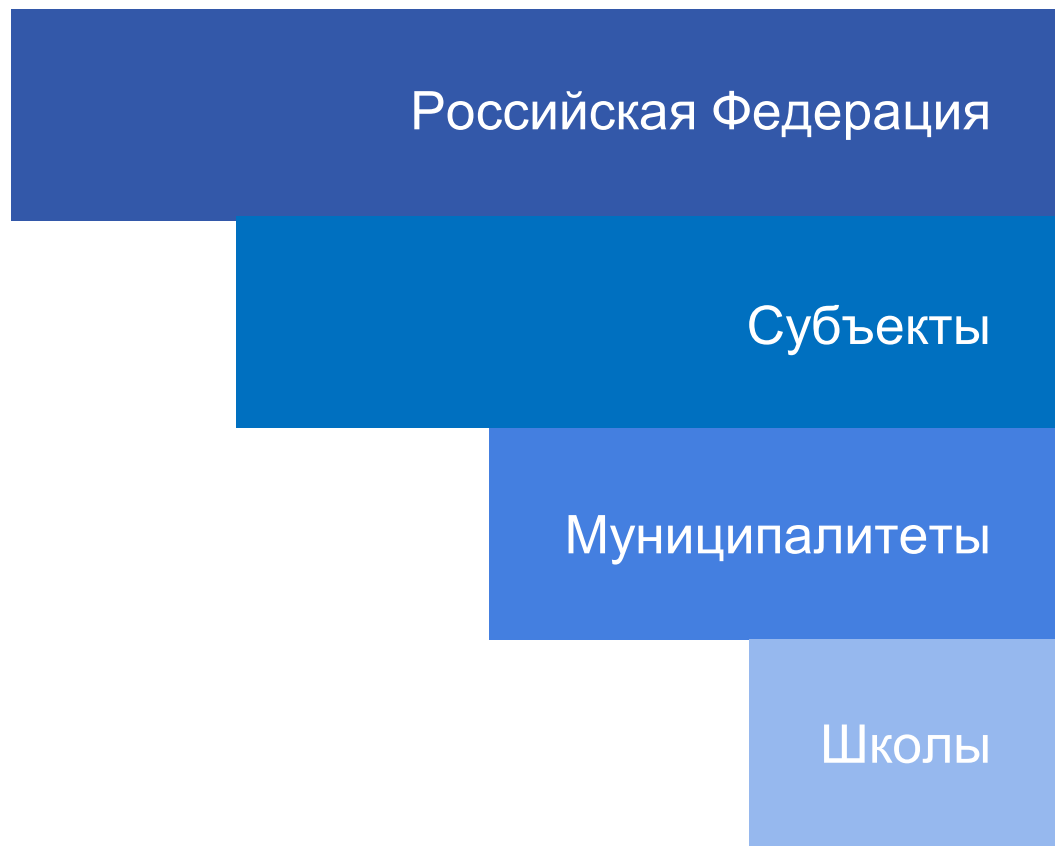 Российская Федерация
Субъекты
Муниципалитеты
Школы